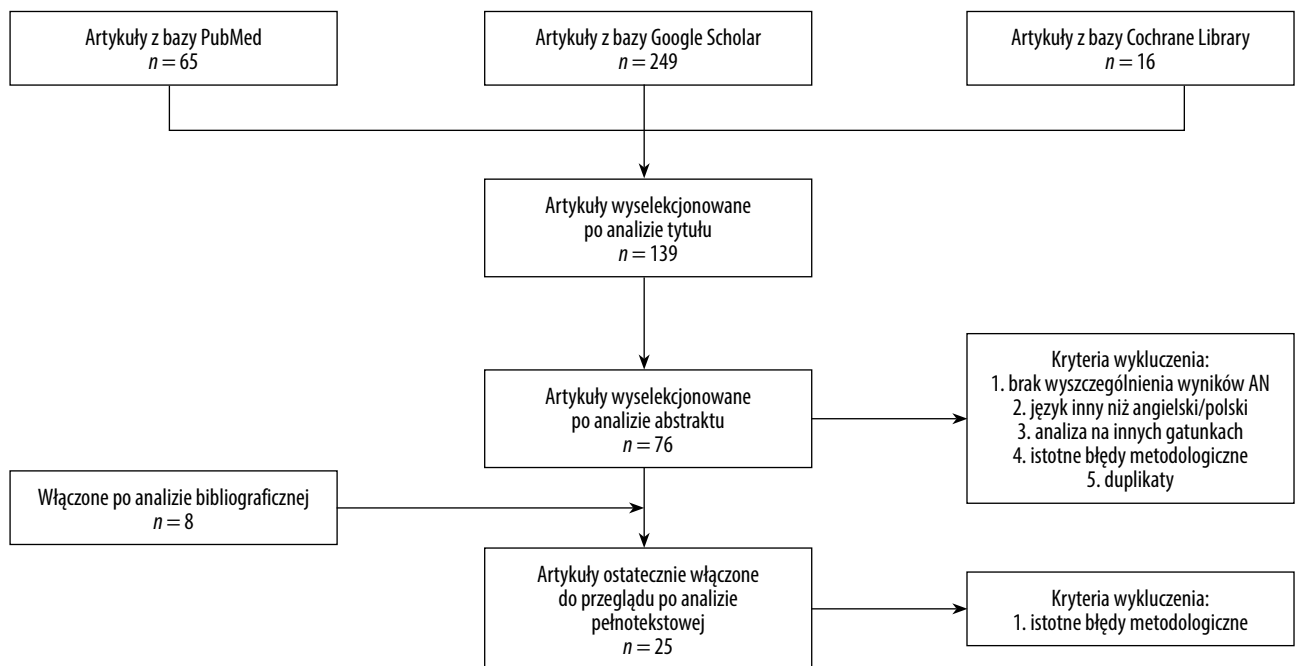 Artykuły z bazy PubMed
n = 65
Artykuły z bazy Google Scholar
n = 249
Artykuły z bazy Cochrane Library
n = 16
Artykuły wyselekcjonowane
po analizie tytułu
n = 139
Artykuły wyselekcjonowane
po analizie abstraktu
n = 76
Kryteria wykluczenia:
1. brak wyszczególnienia wyników AN
2. język inny niż angielski/polski
3. analiza na innych gatunkach
4. istotne błędy metodologiczne
5. duplikaty
Włączone po analizie bibliograficznej
n = 8
Artykuły ostatecznie włączone
do przeglądu po analizie
pełnotekstowej
n = 25
Kryteria wykluczenia:
1. istotne błędy metodologiczne